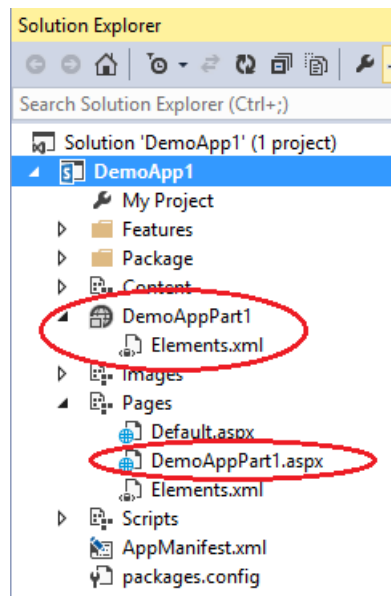 Solution Explorer
Search Solution Explorer (Ctrl+;)
Solution 'DemoApp1' (1 project)
DemoApp1
My Project
Features
Package
Content
DemoAppPart1
Elements.xml
Images
Pages
Default.aspx
DemoAppPart1.aspx
Elements.xml
Scripts
AppManifest.xml
packages.config